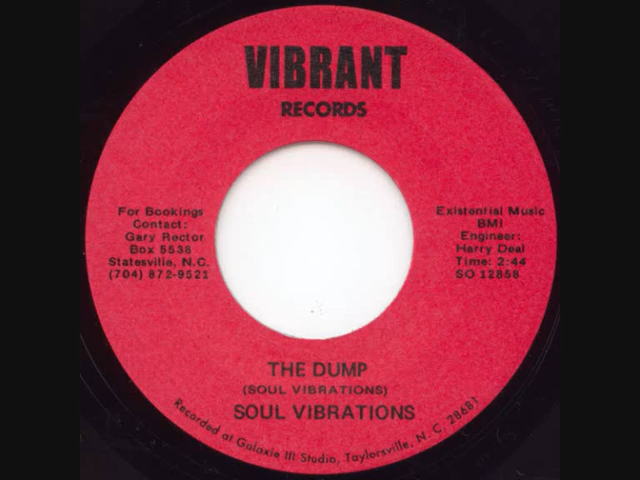 VIBRANT
RECORDS
For Bookings
Contact:
Gary Rector
Box 5538
Statesville, N.C.
(704) 872-9521
Existential Music
BMI
Engineer:
Harry Deal
Time: 2:44
SO 12858
THE DUMP
(SOUL VIBRATIONS)
SOUL VIBRATIONS
Recorded at Galaxie III Studio, Taylorsville, N. C. 28681